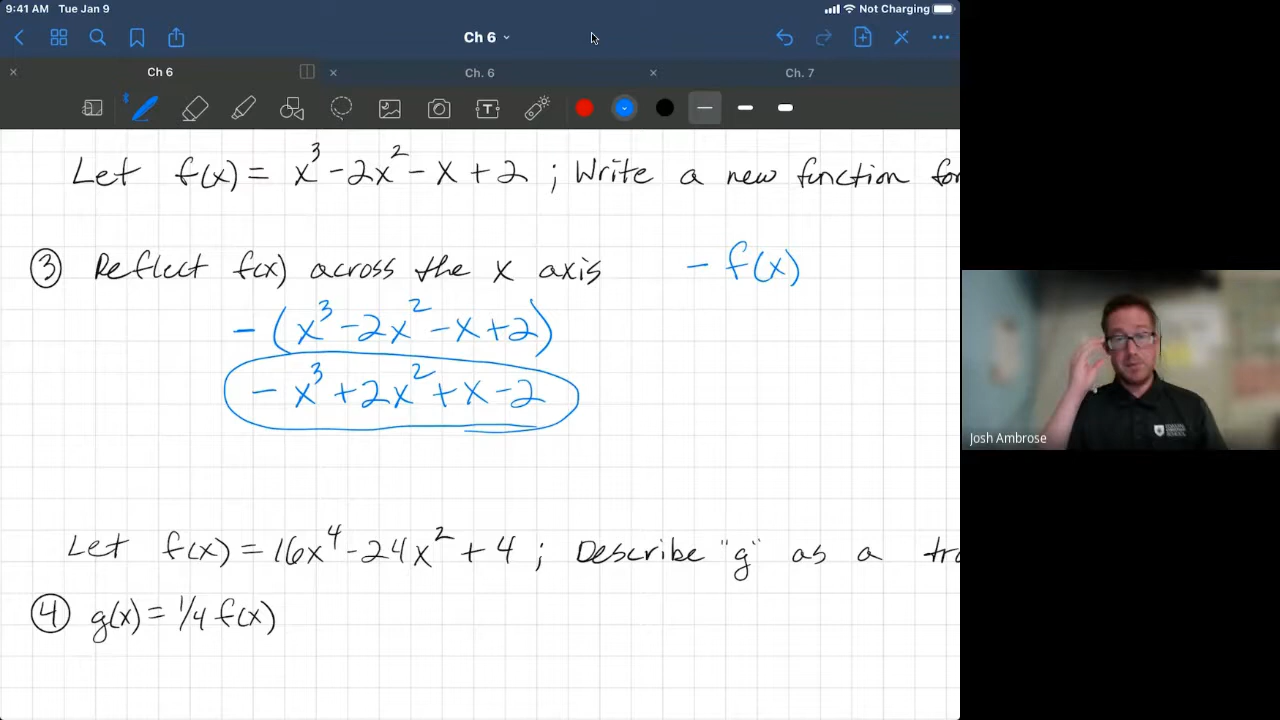 9:41 AM Tue Jan 9 Not Charging
Ch 6
Ch 6 Ch. 6 Ch. 7
T
Let f(x) = x³ - 2x² - x + 2 ; Write a new function for
③ Reflect f(x) across the x axis - f(x)
- (x³ - 2x² - x + 2)
- x³ + 2x² + x - 2
Let f(x) = 16x⁴ - 24x² + 4 ; Describe "g" as a tra
④ g(x) = 1/4 f(x)
Josh Ambrose